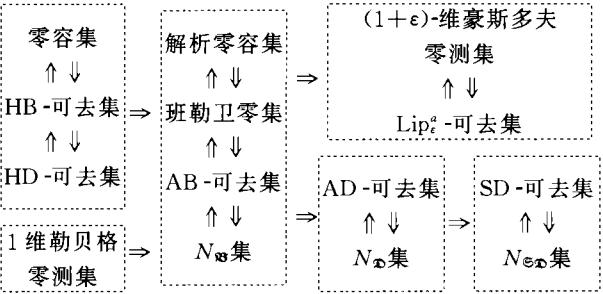 零容集
⇑ ⇓
HB-可去集
⇑ ⇓
HD-可去集
1维勒贝格
零测集
⇒
⇒
解析零容集
⇑ ⇓
班勒卫零集
⇑ ⇓
AB-可去集
⇑ ⇓
N𝔅集
⇒
(1+ε)-维豪斯多夫
零测集
⇑ ⇓
Lipᵃ_ε-可去集
⇒
AD-可去集
⇑ ⇓
N𝔇集
⇒
SD-可去集
⇑ ⇓
N𝔖𝔇集